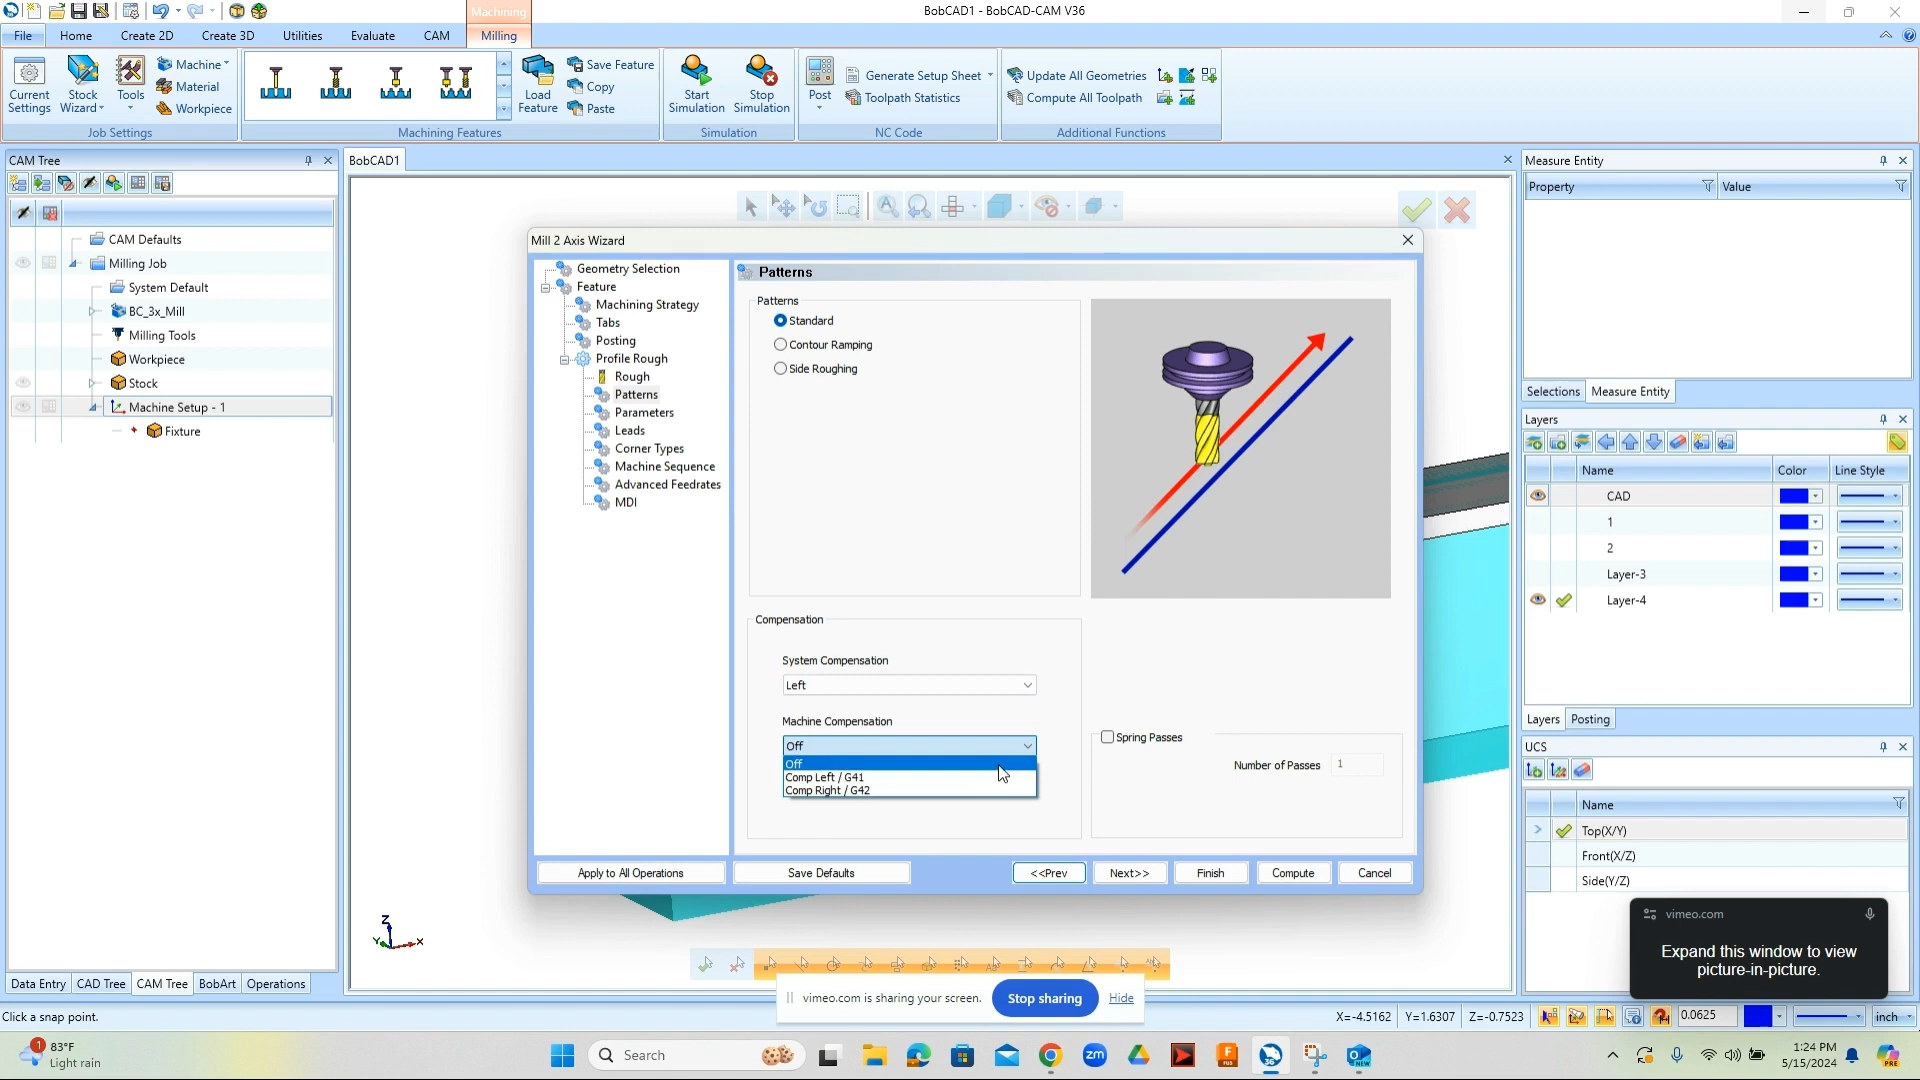 Machining
BobCAD1 - BobCAD-CAM V36
File
Home
Create 2D
Create 3D
Utilities
Evaluate
CAM
Milling
Current Settings
Stock Wizard
Tools
Machine
Material
Workpiece
Job Settings
Load Feature
Save Feature
Copy
Paste
Machining Features
Start Simulation
Stop Simulation
Simulation
Post
Generate Setup Sheet
Toolpath Statistics
NC Code
Update All Geometries
Compute All Toolpath
Additional Functions
CAM Tree
CAM Defaults
Milling Job
System Default
BC_3x_Mill
Milling Tools
Workpiece
Stock
Machine Setup - 1
Fixture
Data Entry
CAD Tree
CAM Tree
BobArt
Operations
BobCAD1
Mill 2 Axis Wizard
Geometry Selection
Feature
Machining Strategy
Tabs
Posting
Profile Rough
Rough
Patterns
Parameters
Leads
Corner Types
Machine Sequence
Advanced Feedrates
MDI
Patterns
Patterns
Standard
Contour Ramping
Side Roughing
Compensation
System Compensation
Left
Machine Compensation
Off
Off
Comp Left / G41
Comp Right / G42
Spring Passes
Number of Passes 1
Apply to All Operations
Save Defaults
<<Prev
Next>>
Finish
Compute
Cancel
Z
Y
X
Measure Entity
Property
Value
Selections
Measure Entity
Layers
Name
Color
Line Style
CAD
1
2
Layer-3
Layer-4
Layers
Posting
UCS
Name
Top(X/Y)
Front(X/Z)
Side(Y/Z)
vimeo.com
Expand this window to view
picture-in-picture.
vimeo.com is sharing your screen.
Stop sharing
Hide
Click a snap point.
X=-4.5162
Y=1.6307
Z=-0.7523
0.0625
inch
1
83°F
Light rain
Search
zm
FUS
36
NEW
1:24 PM
5/15/2024
PRE